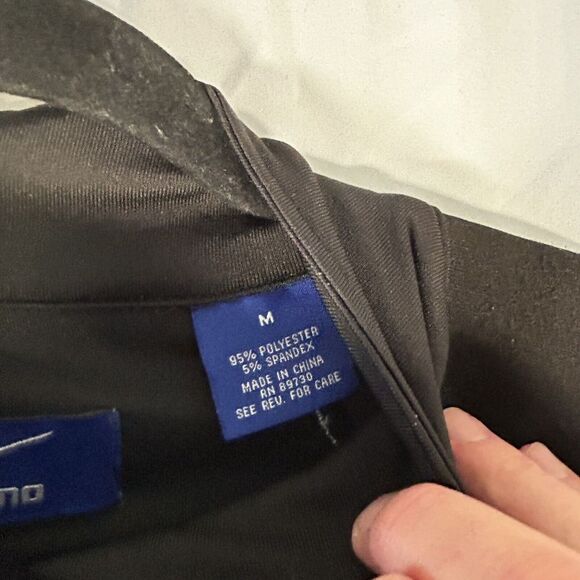 M
95% POLYESTER
5% SPANDEX
MADE IN CHINA
RN 89730
SEE REV. FOR CARE